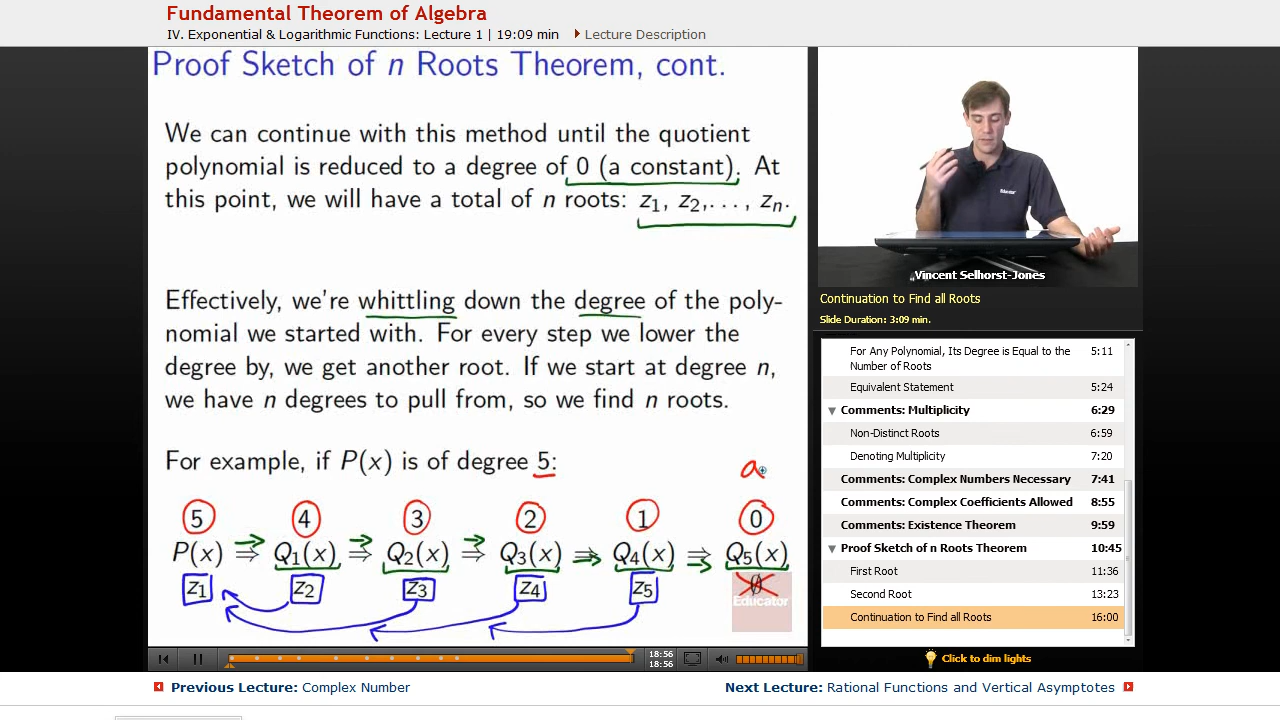 Fundamental Theorem of Algebra
IV. Exponential & Logarithmic Functions: Lecture 1 | 19:09 min
Lecture Description
Proof Sketch of n Roots Theorem, cont.
We can continue with this method until the quotient
polynomial is reduced to a degree of 0 (a constant). At
this point, we will have a total of n roots: z₁, z₂, . . . , zₙ.
Effectively, we're whittling down the degree of the poly-
nomial we started with. For every step we lower the
degree by, we get another root. If we start at degree n,
we have n degrees to pull from, so we find n roots.
For example, if P(x) is of degree 5:
a
5 4 3 2 1 0
P(x) ⇒ Q₁(x) ⇒ Q₂(x) ⇒ Q₃(x) ⇒ Q₄(x) ⇒ Q₅(x)
z₁ z₂ z₃ z₄ z₅ ∅
Educator
18:56
18:56
Vincent Selhorst-Jones
Continuation to Find all Roots
Slide Duration: 3:09 min.
For Any Polynomial, Its Degree is Equal to the
Number of Roots
5:11
Equivalent Statement 5:24
Comments: Multiplicity 6:29
Non-Distinct Roots 6:59
Denoting Multiplicity 7:20
Comments: Complex Numbers Necessary 7:41
Comments: Complex Coefficients Allowed 8:55
Comments: Existence Theorem 9:59
Proof Sketch of n Roots Theorem 10:45
First Root 11:36
Second Root 13:23
Continuation to Find all Roots 16:00
Click to dim lights
Previous Lecture: Complex Number
Next Lecture: Rational Functions and Vertical Asymptotes